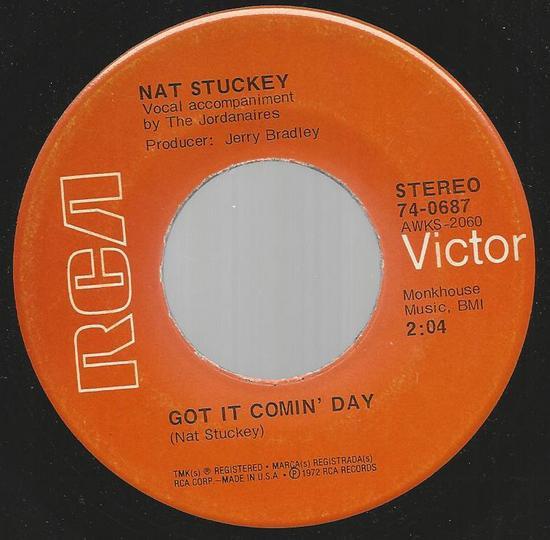 NAT STUCKEY
Vocal accompaniment
by The Jordanaires
Producer: Jerry Bradley
RCA
STEREO
74-0687
AWKS-2060
Victor
Monkhouse
Music, BMI
2:04
GOT IT COMIN' DAY
(Nat Stuckey)
TMK(s) ® REGISTERED • MARCA(s) REGISTRADA(s)
RCA CORP.—MADE IN U.S.A • ℗ 1972 RCA RECORDS